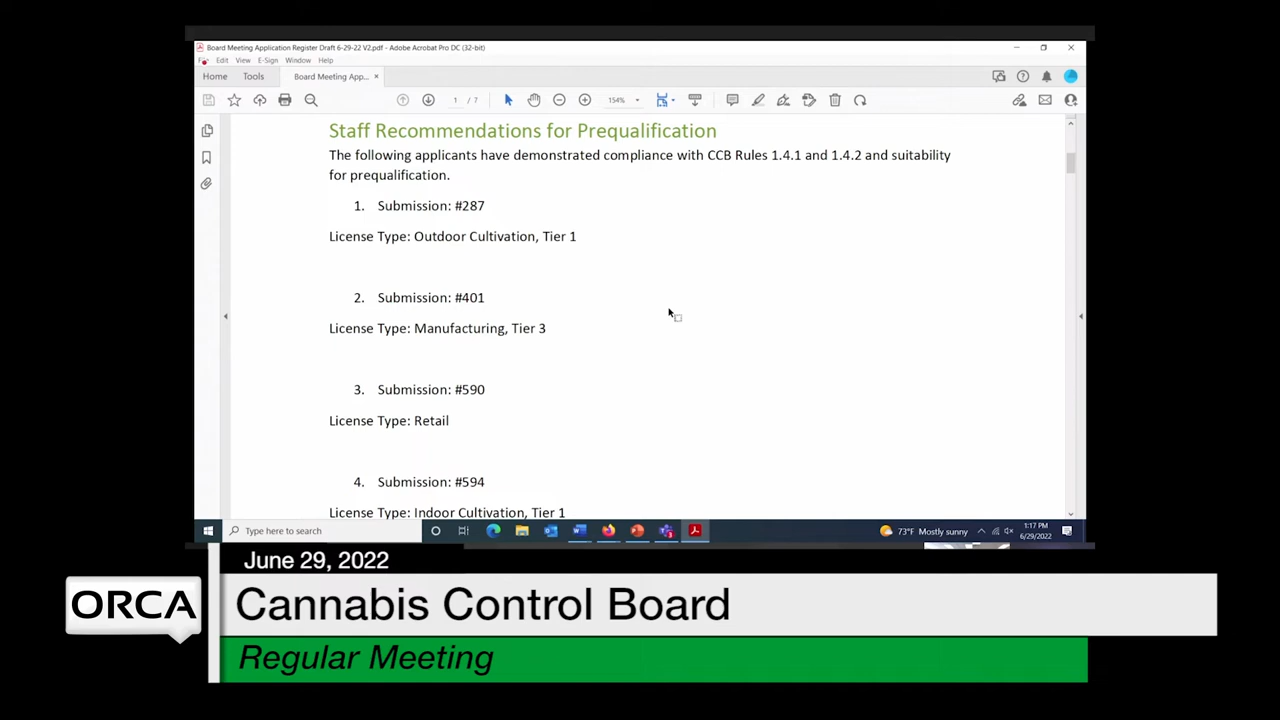 Board Meeting Application Register Draft 6-29-22 V2.pdf - Adobe Acrobat Pro DC (32-bit)
Edit View E-Sign Window Help
Home Tools Board Meeting App... ×
1 / 7 154%
Staff Recommendations for Prequalification
The following applicants have demonstrated compliance with CCB Rules 1.4.1 and 1.4.2 and suitability
for prequalification.
1. Submission: #287
License Type: Outdoor Cultivation, Tier 1
2. Submission: #401
License Type: Manufacturing, Tier 3
3. Submission: #590
License Type: Retail
4. Submission: #594
License Type: Indoor Cultivation, Tier 1
Type here to search
73°F Mostly sunny
1:17 PM
6/29/2022
June 29, 2022
ORCA
Cannabis Control Board
Regular Meeting